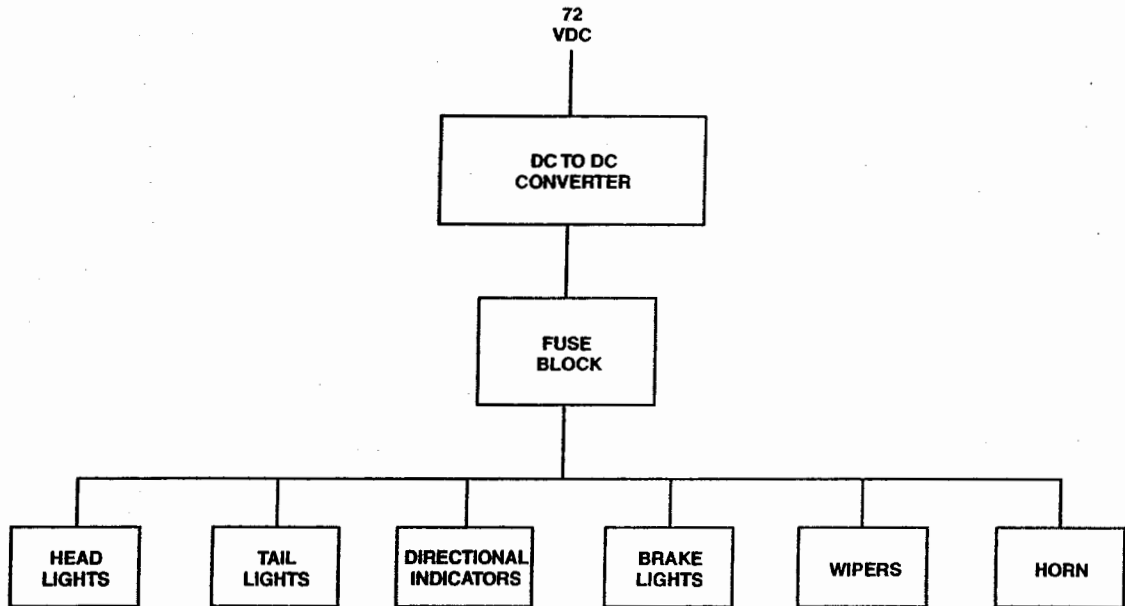 72
VDC
DC TO DC
CONVERTER
FUSE
BLOCK
HEAD
LIGHTS
TAIL
LIGHTS
DIRECTIONAL
INDICATORS
BRAKE
LIGHTS
WIPERS
HORN